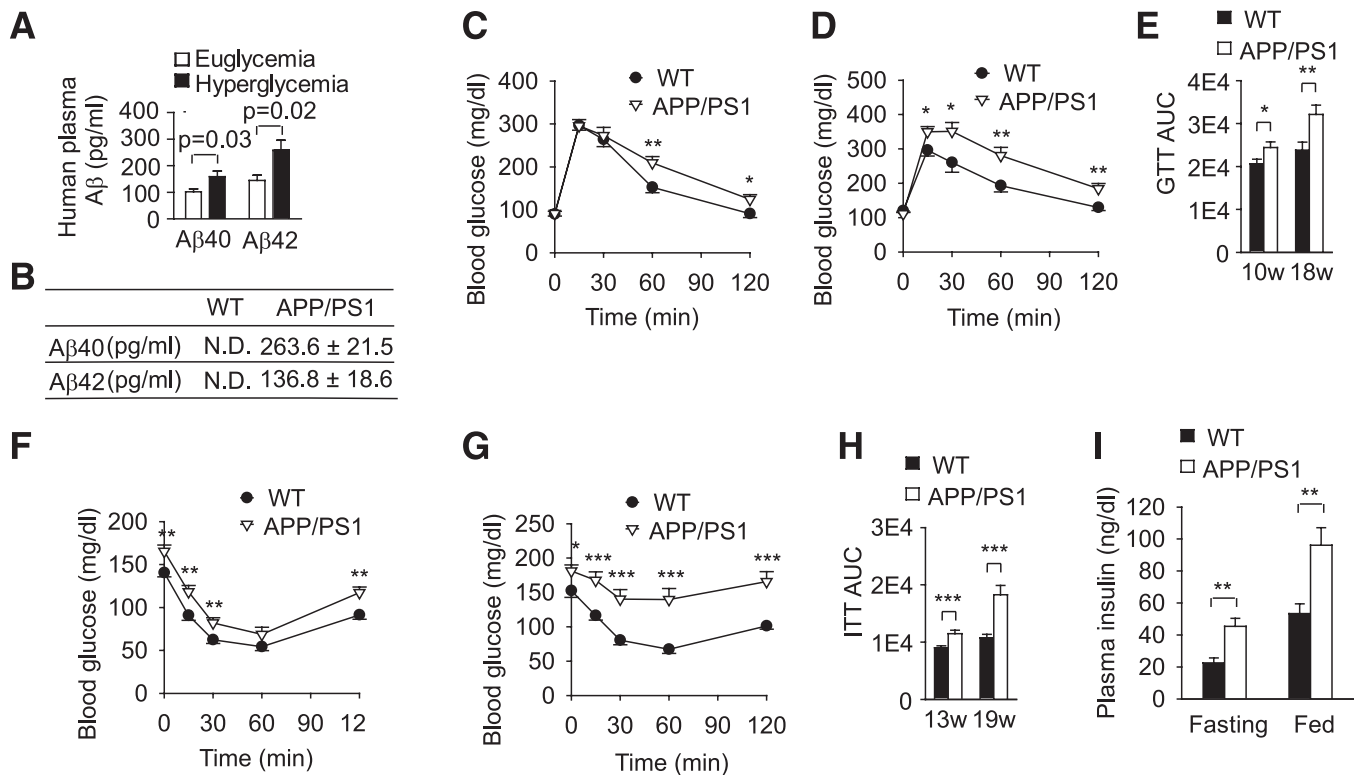 A
Euglycemia
Hyperglycemia
Human plasma
Aβ (pg/ml)
400
300
200
100
0
p=0.03
p=0.02
Aβ40 Aβ42
B
WT APP/PS1
Aβ40 (pg/ml) N.D. 263.6 ± 21.5
Aβ42 (pg/ml) N.D. 136.8 ± 18.6
C
WT
APP/PS1
Blood glucose (mg/dl)
400
300
200
100
0
**
*
0 30 60 90 120
Time (min)
D
WT
APP/PS1
Blood glucose (mg/dl)
500
400
300
200
100
0
* * ** **
0 30 60 90 120
Time (min)
E
WT
APP/PS1
GTT AUC
4E4
3E4
2E4
1E4
0
*
**
10w 18w
F
WT
APP/PS1
Blood glucose (mg/dl)
200
150
100
50
0
** ** ** **
0 30 60 90 12
Time (min)
G
WT
APP/PS1
Blood glucose (mg/dl)
250
200
150
100
50
0
* *** *** *** ***
0 30 60 90 120
Time (min)
H
WT
APP/PS1
ITT AUC
3E4
2E4
1E4
0
***
***
13w 19w
I
WT
APP/PS1
Plasma insulin (ng/dl)
120
100
80
60
40
20
0
**
**
Fasting Fed